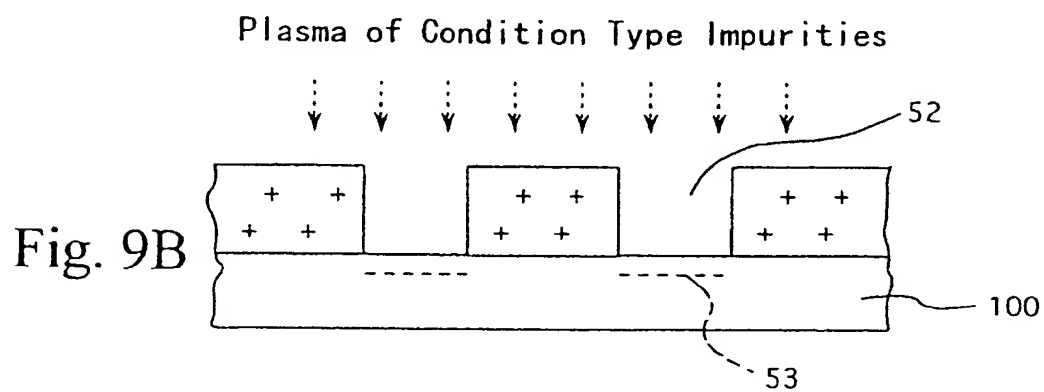 Plasma of Condition Type Impurities
52
+ + + + + +
+ + + + + +
Fig. 9B
100
53